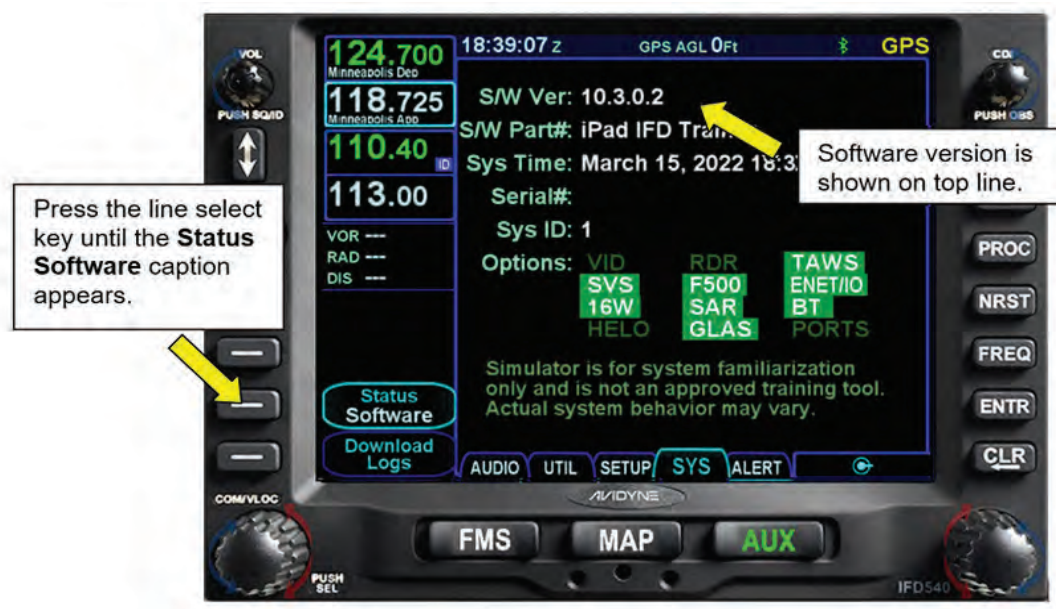 VOL
PUSH SQ/ID
124.700
Minneapolis Dep
118.725
Minneapolis App
110.40 ID
113.00
VOR ---
RAD ---
DIS ---
Status
Software
Download
Logs
18:39:07 Z GPS AGL 0Ft GPS
S/W Ver: 10.3.0.2
S/W Part#: iPad IFD
Sys Time: March 15, 2022
Serial#:
Sys ID: 1
Options: VID RDR TAWS
SVS F500 ENET/IO
16W SAR BT
HELO GLAS PORTS
Simulator is for system familiarization
only and is not an approved training tool.
Actual system behavior may vary.
AUDIO UTIL SETUP SYS ALERT
Press the line select
key until the Status
Software caption
appears.
Software version is
shown on top line.
CDI
PUSH OBS
PROC
NRST
FREQ
ENTR
CLR
COM/VLOC
PUSH
SEL
AVIDYNE
FMS MAP AUX
IFD540